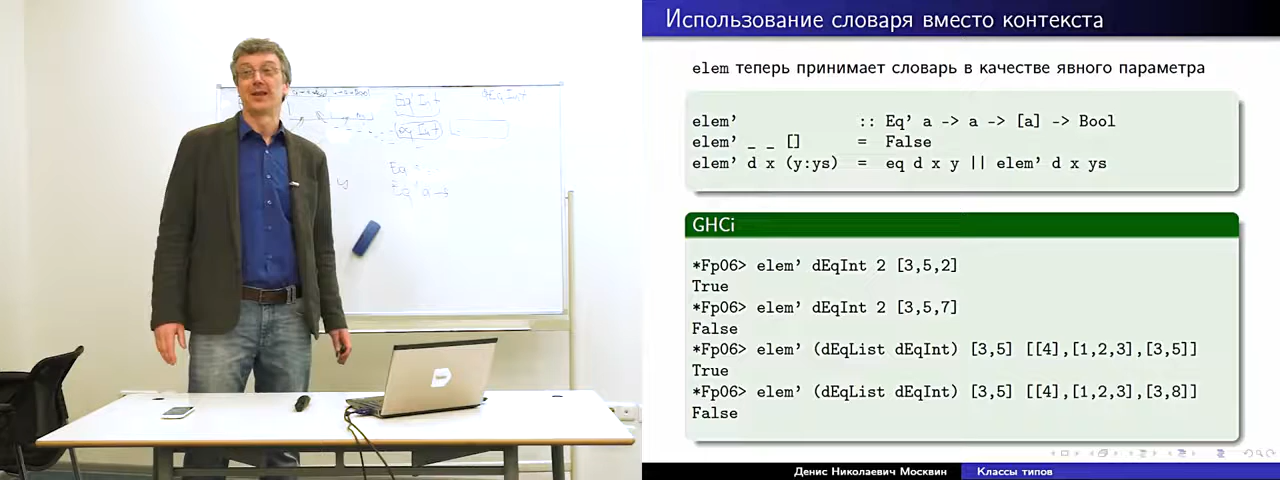 Eq Int
eq Int
Использование словаря вместо контекста
elem теперь принимает словарь в качестве явного параметра
elem’ :: Eq’ a -> a -> [a] -> Bool
elem’ _ _ [] = False
elem’ d x (y:ys) = eq d x y || elem’ d x ys
GHCi
*Fp06> elem’ dEqInt 2 [3,5,2]
True
*Fp06> elem’ dEqInt 2 [3,5,7]
False
*Fp06> elem’ (dEqList dEqInt) [3,5] [[4],[1,2,3],[3,5]]
True
*Fp06> elem’ (dEqList dEqInt) [3,5] [[4],[1,2,3],[3,8]]
False
Денис Николаевич Москвин Классы типов